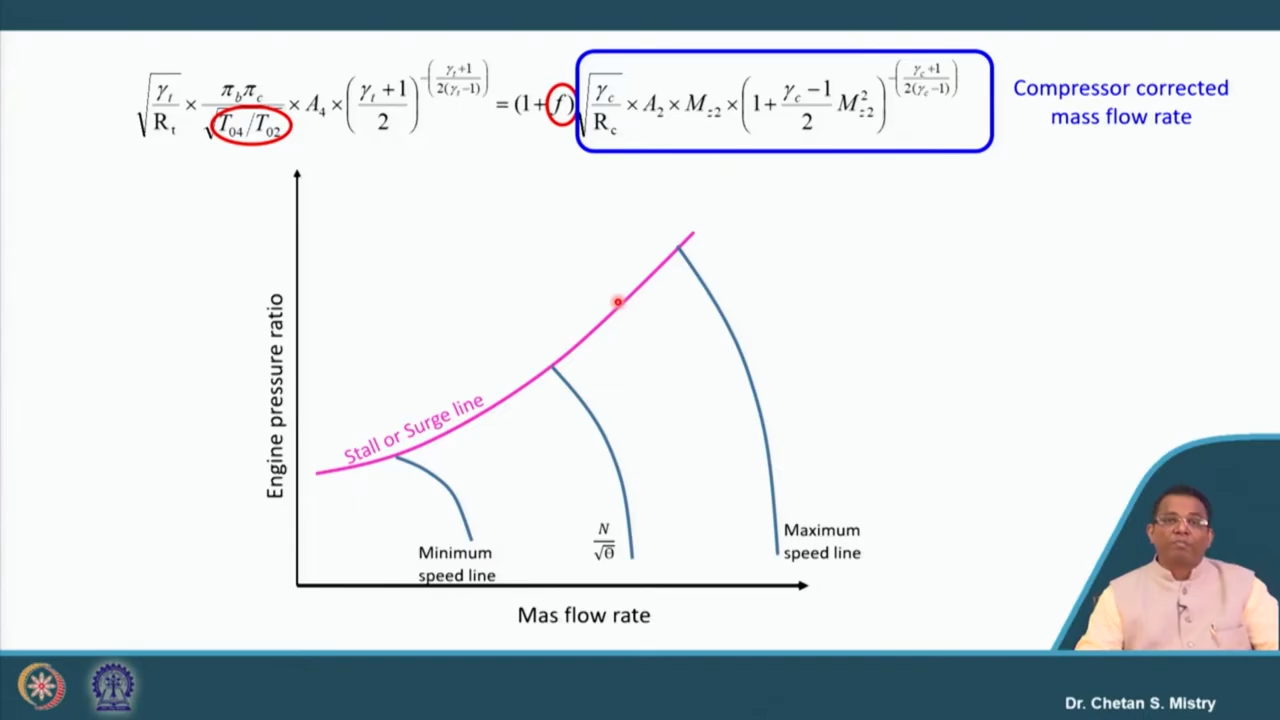 √(γt/Rt) × πbπc/√(T04/T02) × A4 × ((γt+1)/2)^−((γt+1)/(2(γt−1))) = (1+f) √(γc/Rc) × A2 × Mz2 × (1+ (γc−1)/2 M²z2)^−((γc+1)/(2(γc−1)))
Compressor corrected
mass flow rate
Engine pressure ratio
Stall or Surge line
Minimum
speed line
N/√Θ
Maximum
speed line
Mas flow rate
Dr. Chetan S. Mistry